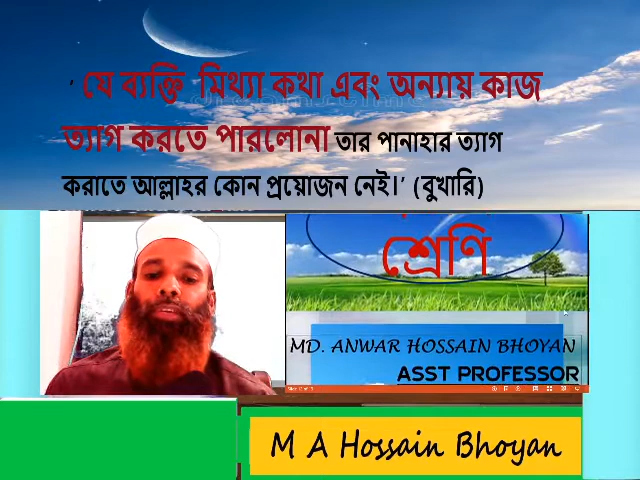 ‘ যে ব্যক্তি মিথ্যা কথা এবং অন্যায় কাজ
ত্যাগ করতে পারলোনা তার পানাহার ত্যাগ
করাতে আল্লাহর কোন প্রয়োজন নেই।’ (বুখারি)
শ্রেণি
MD. ANWAR HOSSAIN BHOYAN
ASST PROFESSOR
M A Hossain Bhoyan